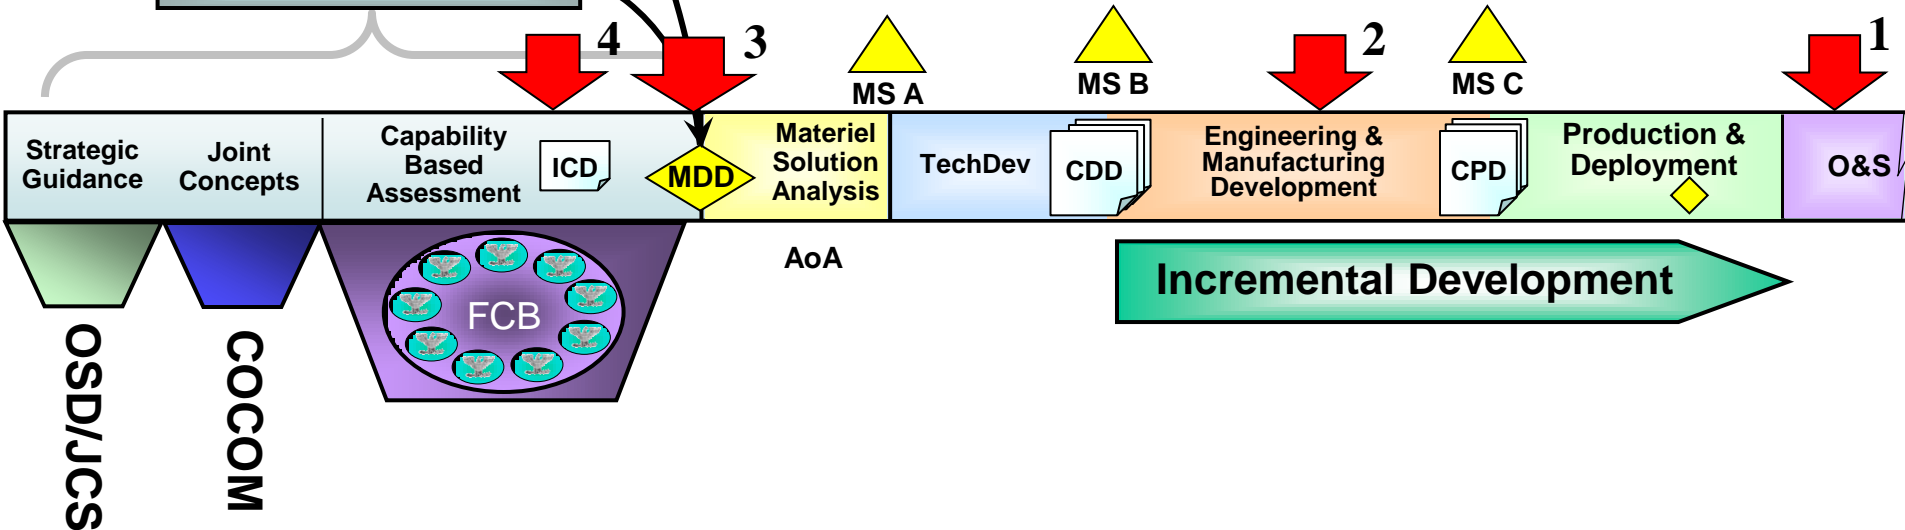 4
3
2
1
MS A
MS B
MS C
Strategic
Guidance
Joint
Concepts
Capability
Based
Assessment
ICD
MDD
Materiel
Solution
Analysis
TechDev
CDD
Engineering &
Manufacturing
Development
CPD
Production &
Deployment
O&S
AoA
Incremental Development
FCB
OSD/JCS
COCOM